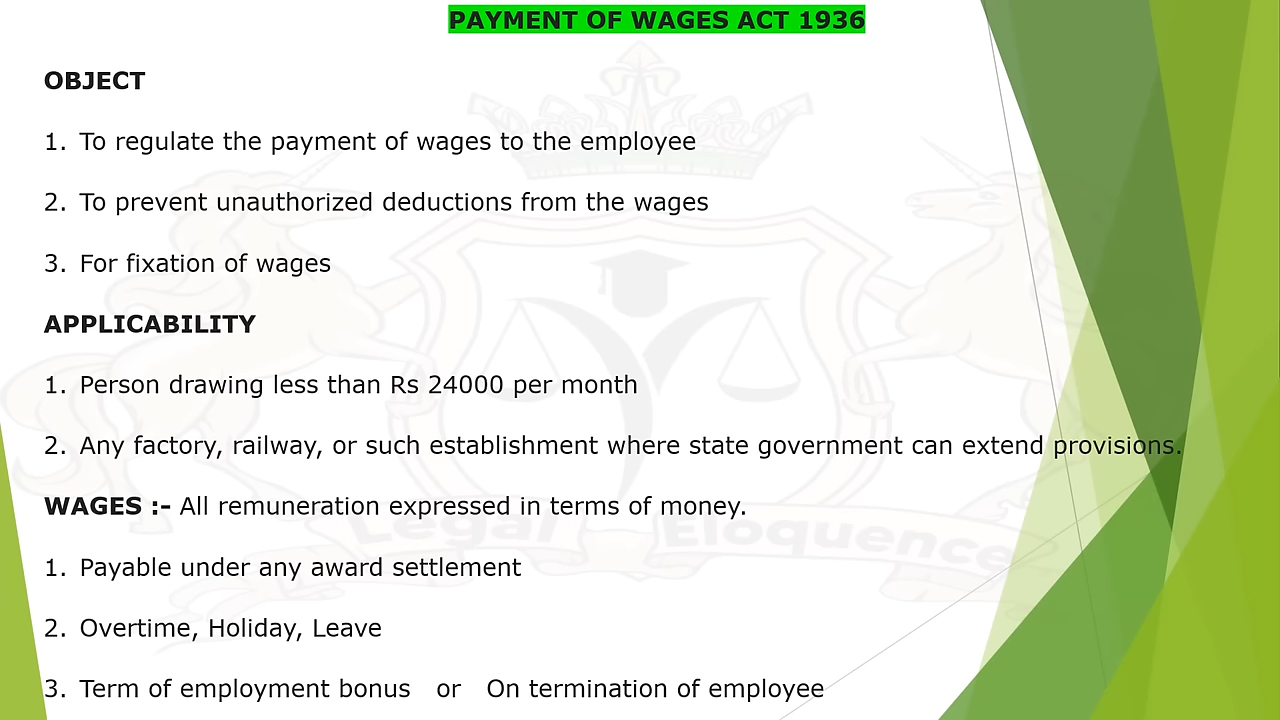 PAYMENT OF WAGES ACT 1936
OBJECT
1. To regulate the payment of wages to the employee
2. To prevent unauthorized deductions from the wages
3. For fixation of wages
APPLICABILITY
1. Person drawing less than Rs 24000 per month
2. Any factory, railway, or such establishment where state government can extend provisions.
WAGES :- All remuneration expressed in terms of money.
Legal Eloquence
1. Payable under any award settlement
2. Overtime, Holiday, Leave
3. Term of employment bonus or On termination of employee